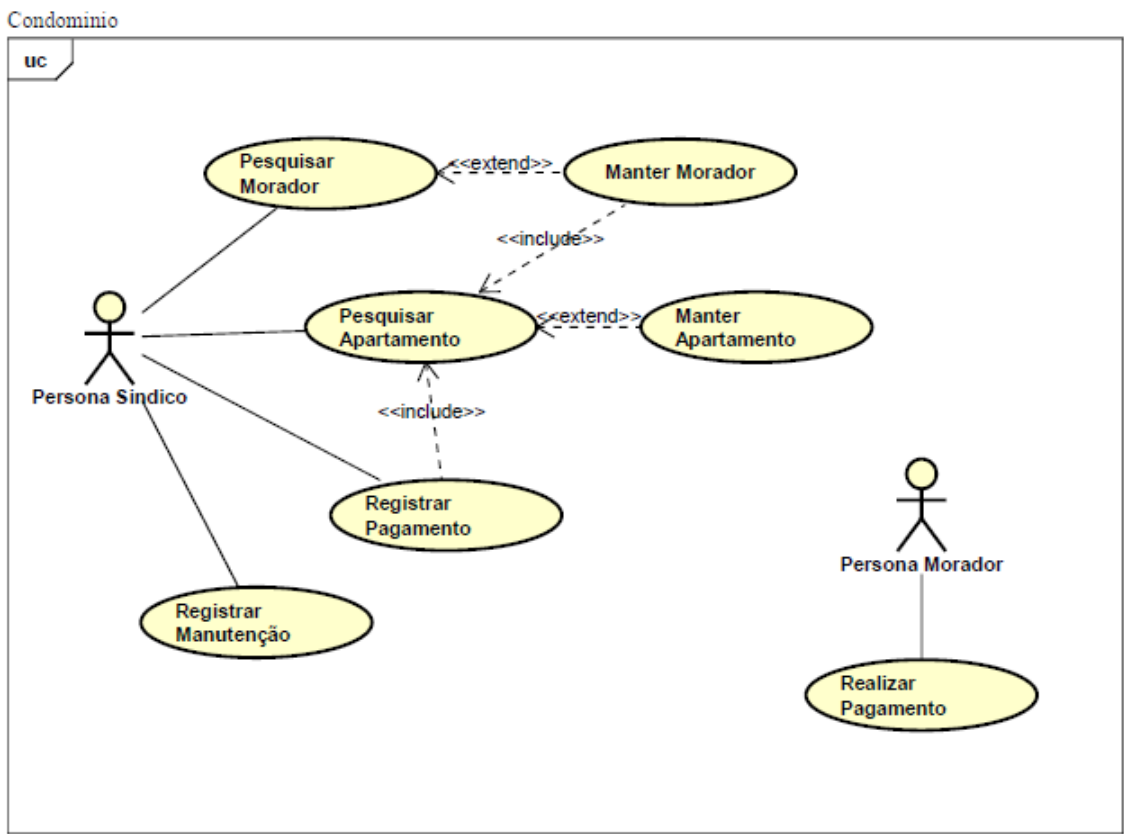 Condominio
uc
Pesquisar
Morador
<<extend>>
Manter Morador
<<include>>
Pesquisar
Apartamento
<<extend>>
Manter
Apartamento
Persona Sindico
<<include>>
Registrar
Pagamento
Persona Morador
Registrar
Manutenção
Realizar
Pagamento